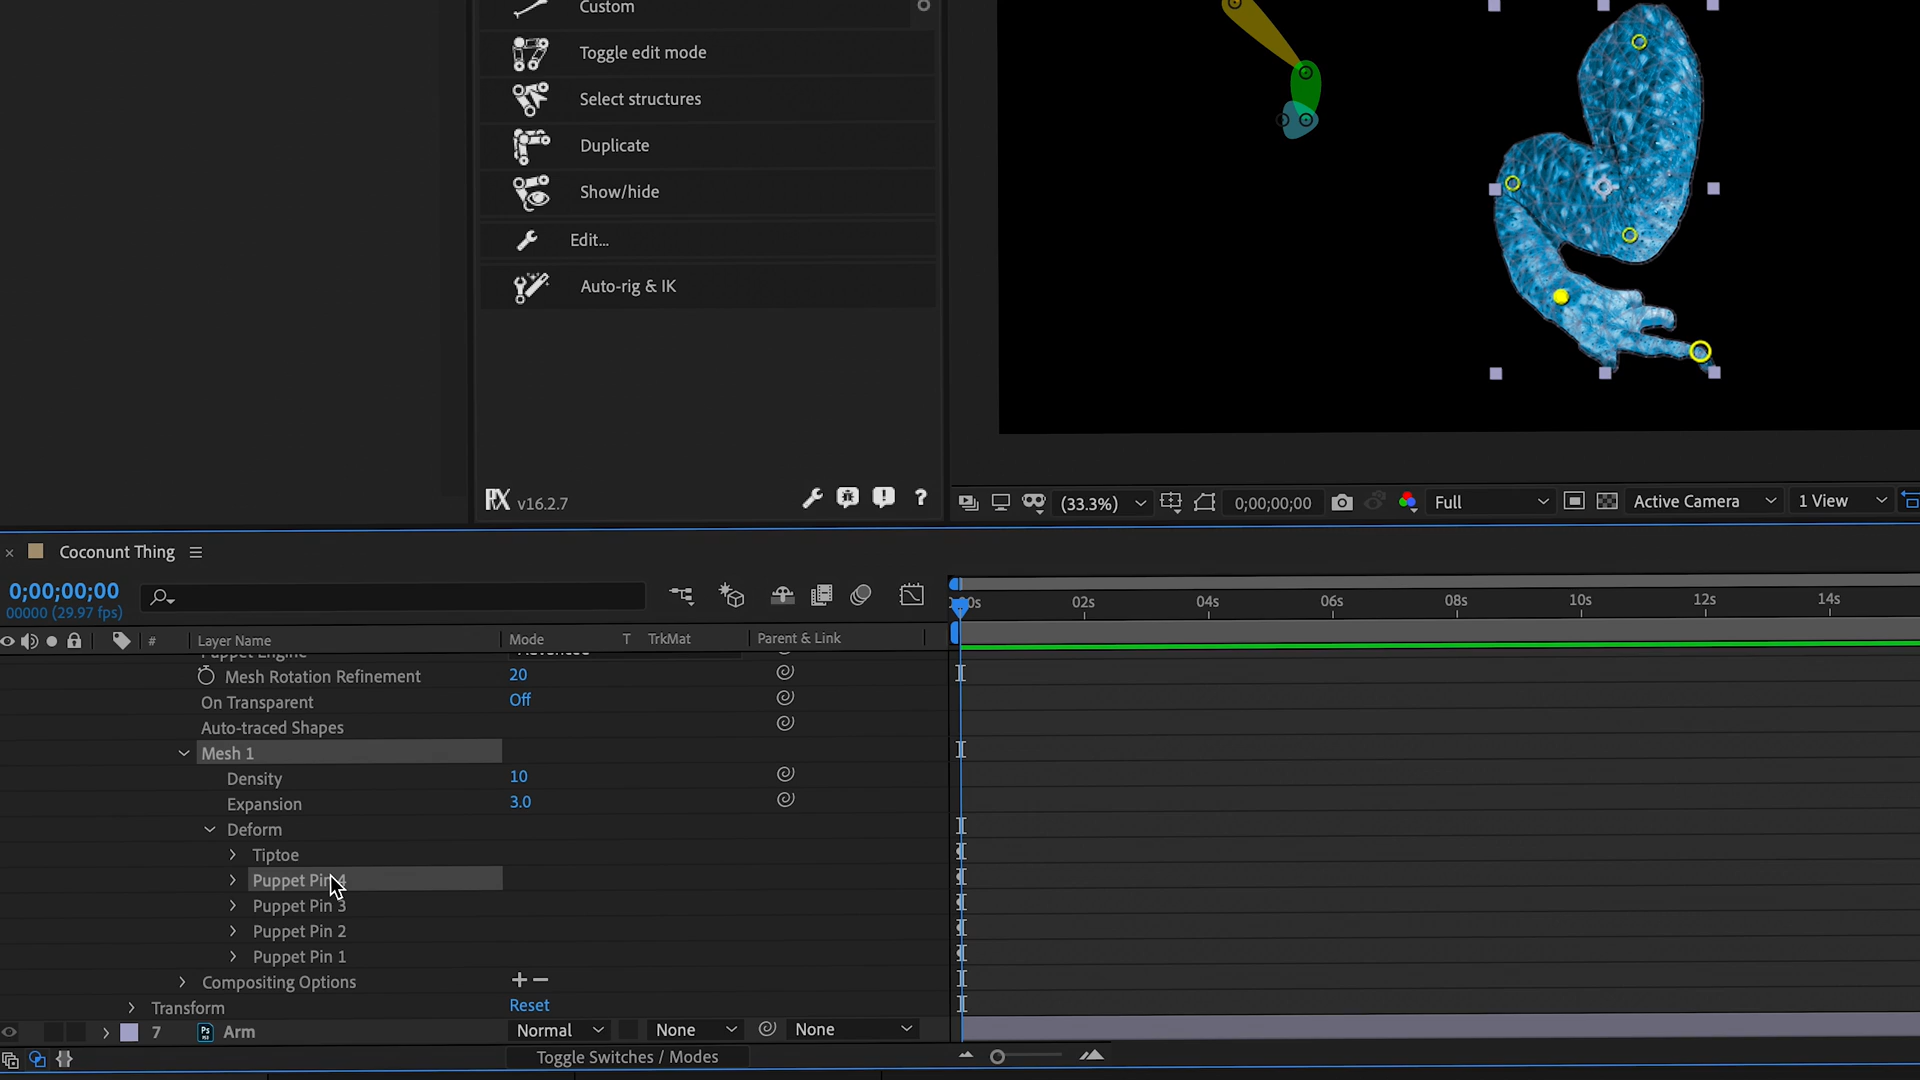 Custom
Toggle edit mode
Select structures
Duplicate
Show/hide
Edit...
Auto-rig & IK
v16.2.7
?
(33.3%)
0;00;00;00
Full
Active Camera
1 View
Coconunt Thing
0;00;00;00
00000 (29.97 fps)
02s 04s 06s 08s 10s 12s 14s
# Layer Name Mode T TrkMat Parent & Link
Puppet Engine Advanced
Mesh Rotation Refinement 20
On Transparent Off
Auto-traced Shapes
Mesh 1
Density 10
Expansion 3.0
Deform
Tiptoe
Puppet Pin 4
Puppet Pin 3
Puppet Pin 2
Puppet Pin 1
Compositing Options
Transform Reset
7 Ps Arm Normal None None
Toggle Switches / Modes